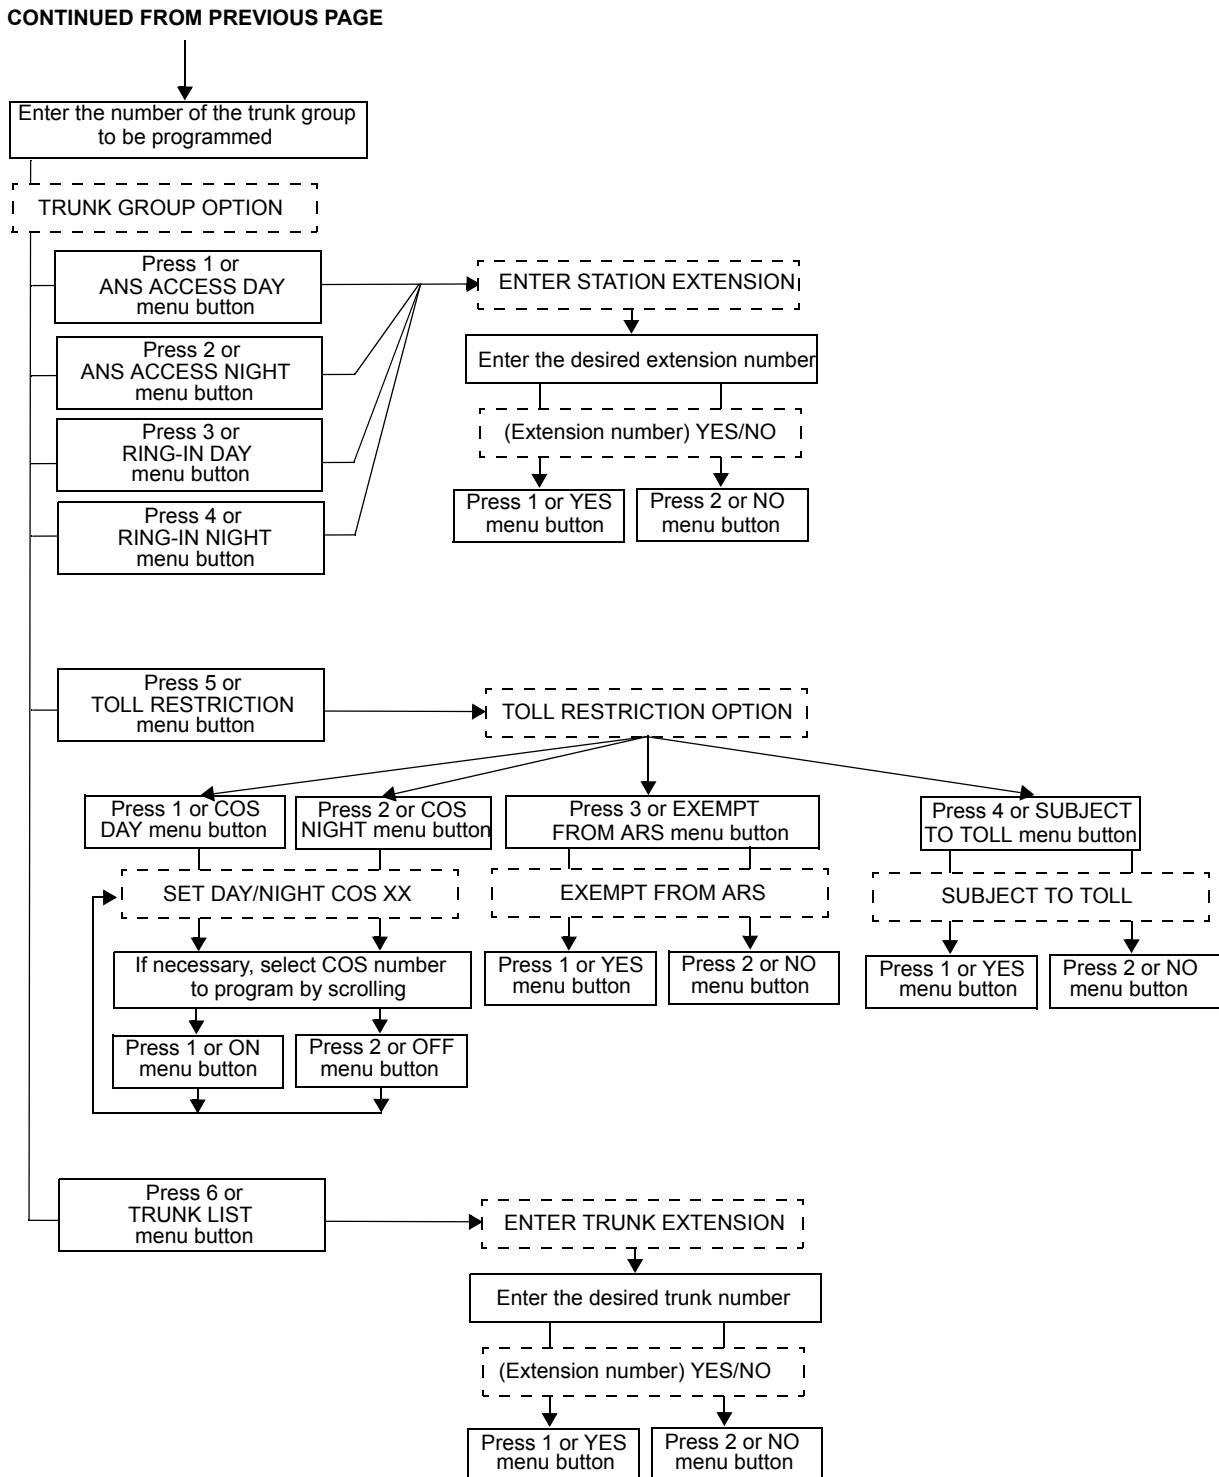 CONTINUED FROM PREVIOUS PAGE
Enter the number of the trunk group
to be programmed
TRUNK GROUP OPTION
Press 1 or
ANS ACCESS DAY
menu button
ENTER STATION EXTENSION
Press 2 or
ANS ACCESS NIGHT
menu button
Enter the desired extension number
Press 3 or
RING-IN DAY
menu button
(Extension number) YES/NO
Press 4 or
RING-IN NIGHT
menu button
Press 1 or YES
menu button
Press 2 or NO
menu button
Press 5 or
TOLL RESTRICTION
menu button
TOLL RESTRICTION OPTION
Press 1 or COS
DAY menu button
Press 2 or COS
NIGHT menu button
Press 3 or EXEMPT
FROM ARS menu button
Press 4 or SUBJECT
TO TOLL menu button
SET DAY/NIGHT COS XX
EXEMPT FROM ARS
SUBJECT TO TOLL
If necessary, select COS number
to program by scrolling
Press 1 or YES
menu button
Press 2 or NO
menu button
Press 1 or YES
menu button
Press 2 or NO
menu button
Press 1 or ON
menu button
Press 2 or OFF
menu button
Press 6 or
TRUNK LIST
menu button
ENTER TRUNK EXTENSION
Enter the desired trunk number
(Extension number) YES/NO
Press 1 or YES
menu button
Press 2 or NO
menu button